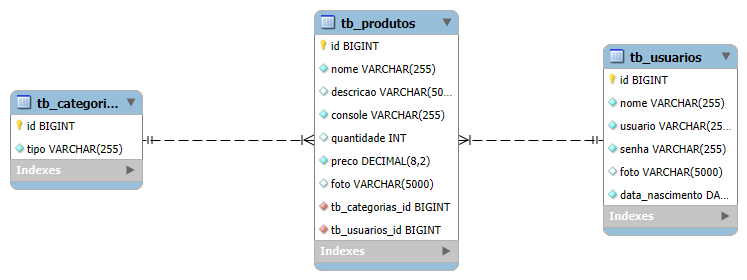 tb_categori...
id BIGINT
tipo VARCHAR(255)
Indexes
tb_produtos
id BIGINT
nome VARCHAR(255)
descricao VARCHAR(50...
console VARCHAR(255)
quantidade INT
preco DECIMAL(8,2)
foto VARCHAR(5000)
tb_categorias_id BIGINT
tb_usuarios_id BIGINT
Indexes
tb_usuarios
id BIGINT
nome VARCHAR(255)
usuario VARCHAR(25...
senha VARCHAR(255)
foto VARCHAR(5000)
data_nascimento DA...
Indexes